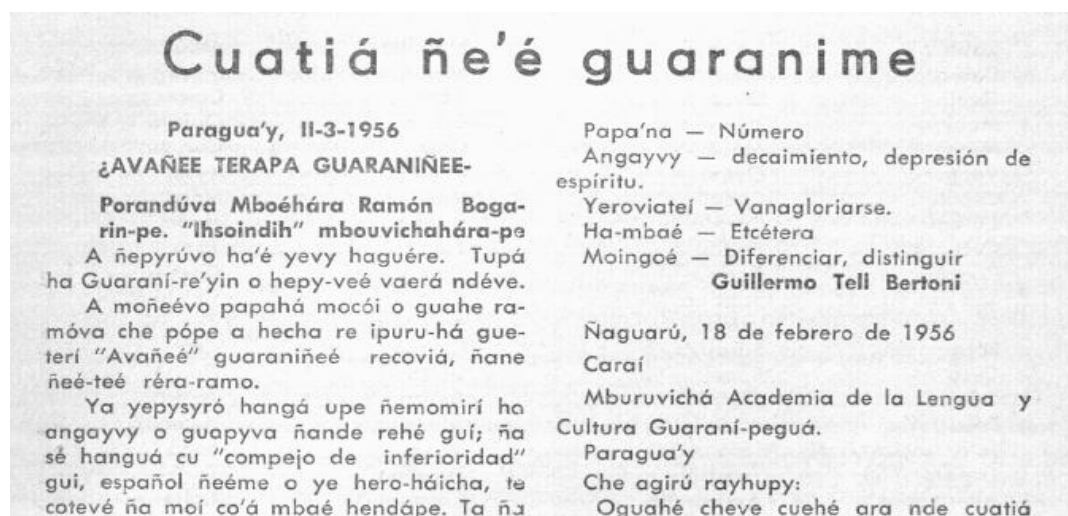 Cuatiá ñe'é guaranime
Paragua'y, II-3-1956
¿AVAÑEE TERAPA GUARANIÑEE-
Porandúva Mboéhára Ramón Boga-
rin-pe. "Ihsoindih" mbouvichahára-pe
A ñepyrúvo ha'é yevy haguére. Tupá
ha Guaraní-re'yin o hepy-veé vaerá ndéve.
A moñeévo papahá mocói o guahe ra-
móva che pópe a hecha re ipuru-há gue-
terí "Avañeé" guaraniñeé recoviá, ñane
ñeé-teé réra-ramo.
Ya yepysyró hangá upe ñemomirí ha
angayvy o guapyva ñande rehé guí; ña
sẽ hanguá cu "compejo de inferioridad"
guí, español ñeéme o ye hero-háicha, te
cotevé ña moí co'á mbaé hendápe. Ta ña
Papa'na — Número
Angayvy — decaimiento, depresión de
espíritu.
Yeroviateí — Vanagloriarse.
Ha-mbaé — Etcétera
Moingoé — Diferenciar, distinguir
Guillermo Tell Bertoni
Ñaguarú, 18 de febrero de 1956
Caraí
Mburuvichá Academia de la Lengua y
Cultura Guaraní-peguá.
Paragua'y
Che agirú rayhupy:
Oguahé cheve cuehé ara nde cuatiá